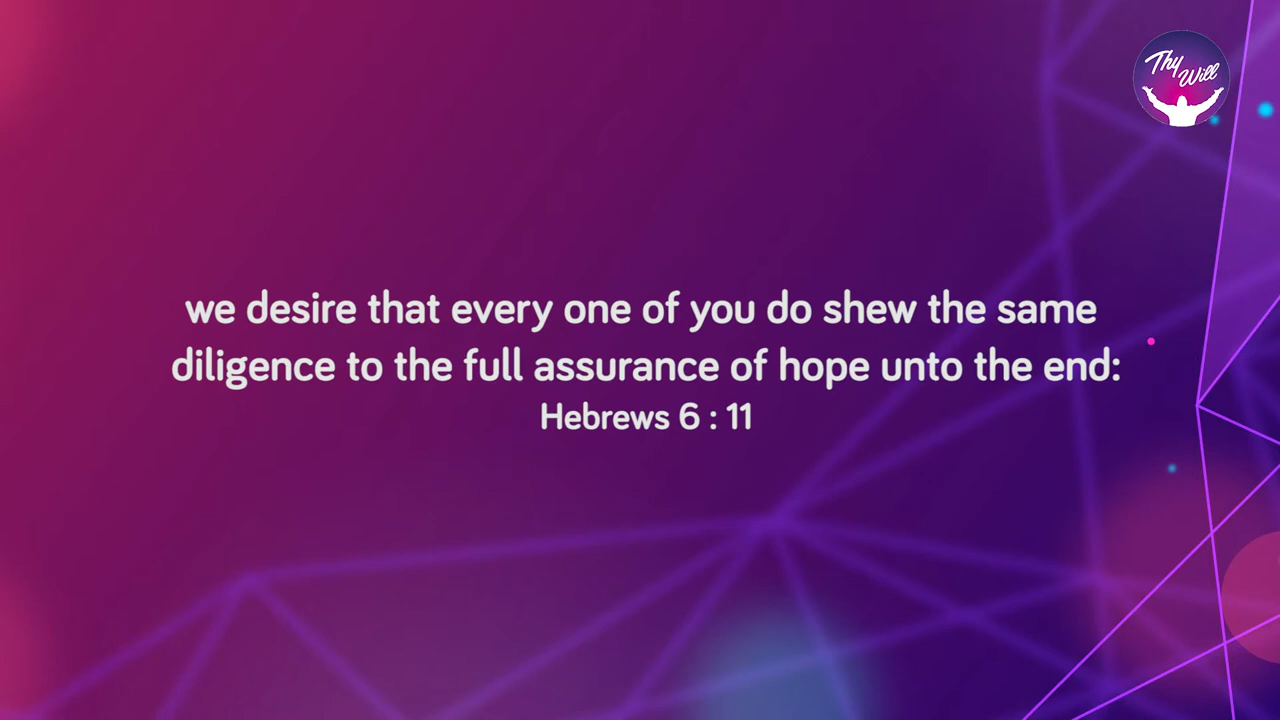 Thy
Will
we desire that every one of you do shew the same
diligence to the full assurance of hope unto the end:
Hebrews 6 : 11